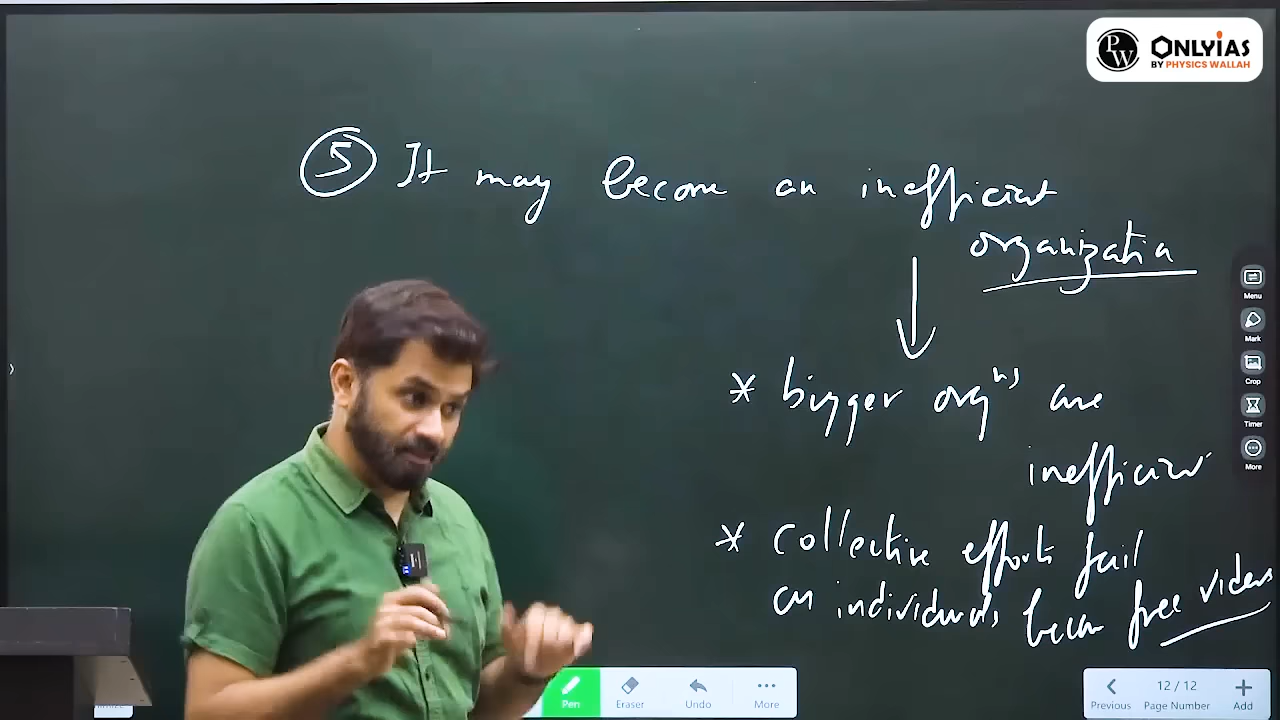 PW ONLYIAS
BY PHYSICS WALLAH
5 It may become an inefficient
organization
* bigger orgns are
inefficient
* collective efforts fail
as individuals become free riders
Menu
Mark
Crop
Timer
More
Pen
Eraser
Undo
More
Previous
12 / 12
Page Number
Add